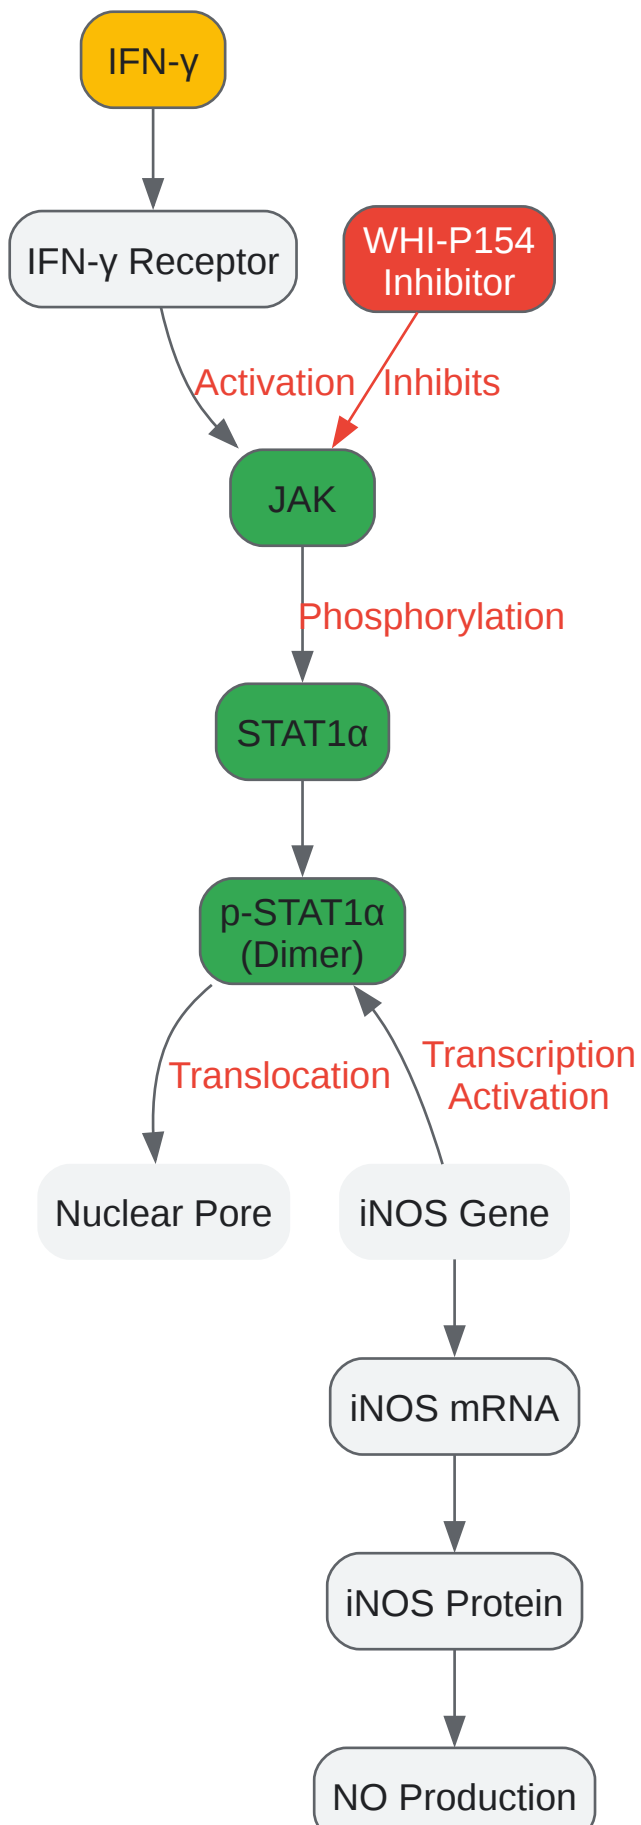 IFN-γ
IFN-γ Receptor
WHI-P154
Inhibitor
Activation
Inhibits
JAK
Phosphorylation
STAT1α
p-STAT1α
(Dimer)
Translocation
Transcription
Activation
Nuclear Pore
iNOS Gene
iNOS mRNA
iNOS Protein
NO Production